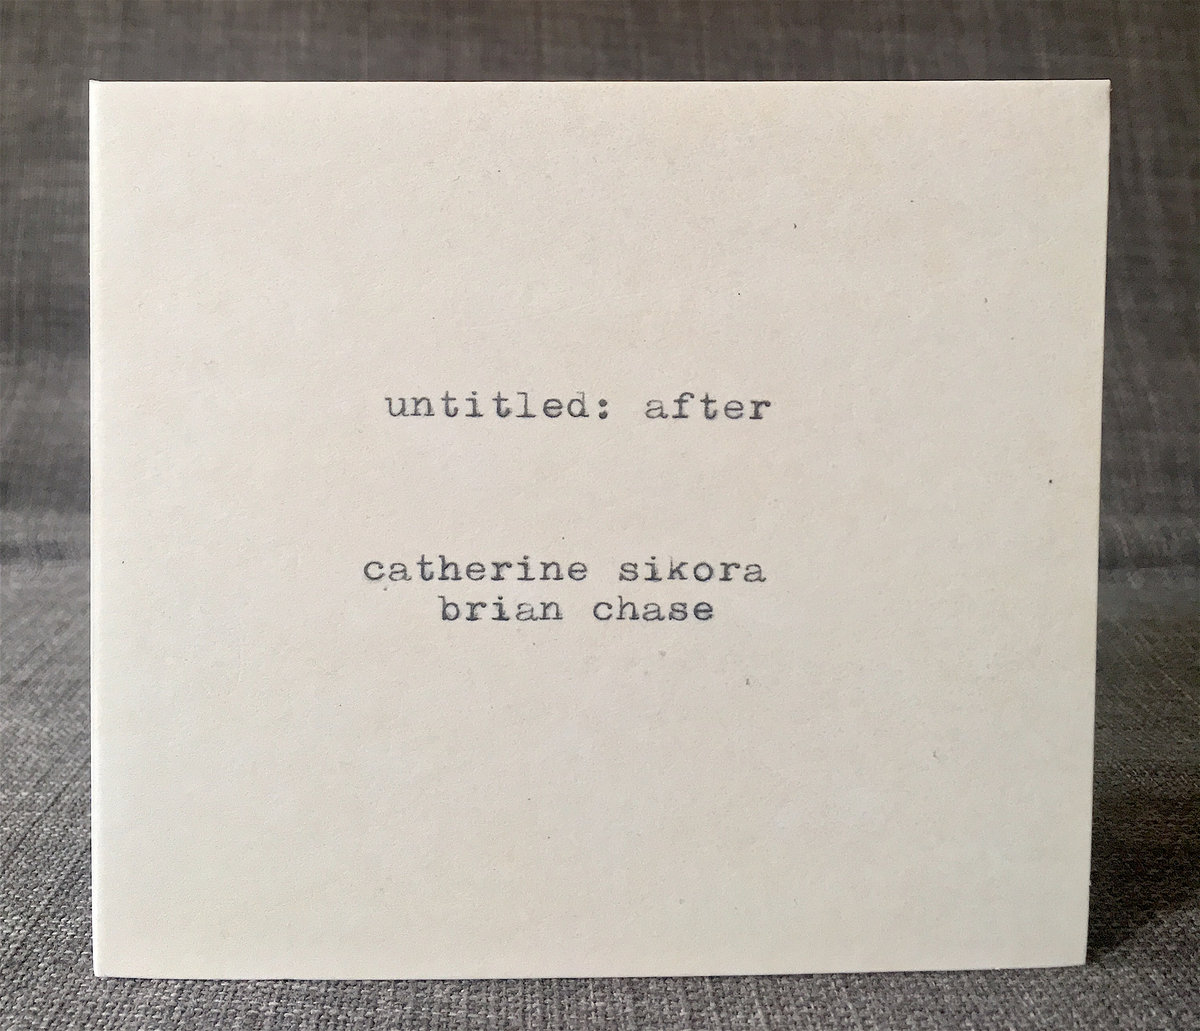 untitled: after
catherine sikora
brian chase